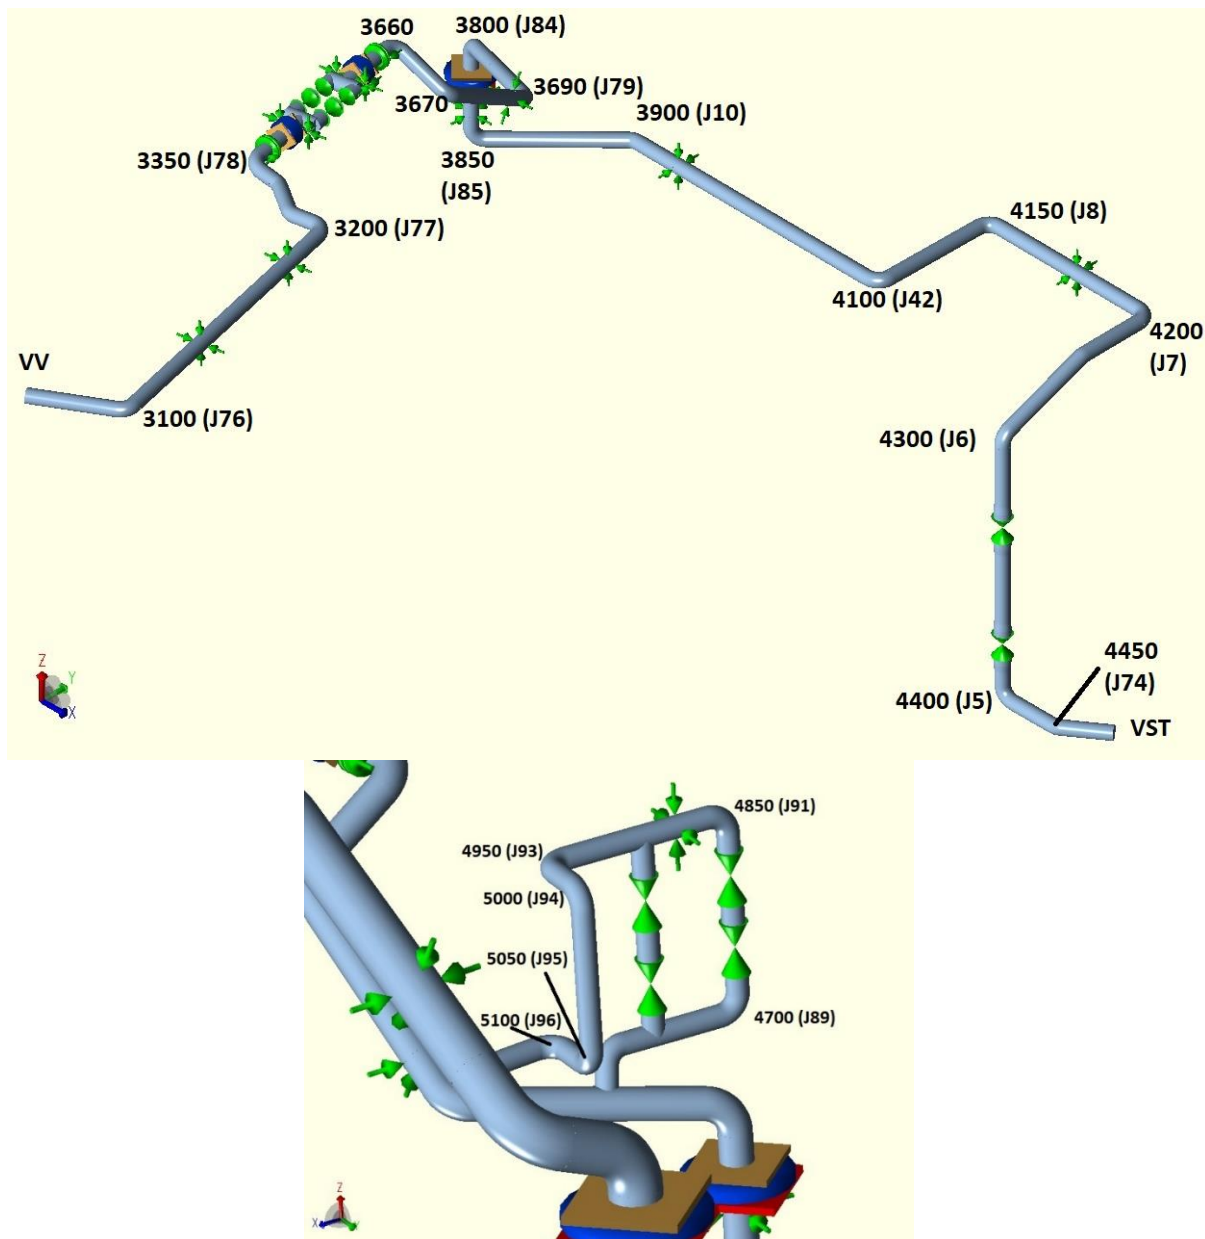 3660
3800 (J84)
3690 (J79)
3670
3900 (J10)
3350 (J78)
3850
(J85)
3200 (J77)
4150 (J8)
4100 (J42)
4200
(J7)
VV
3100 (J76)
4300 (J6)
4450
(J74)
4400 (J5)
VST
Z
Y
X
4850 (J91)
4950 (J93)
5000 (J94)
5050 (J95)
5100 (J96)
4700 (J89)
Z
X
Y